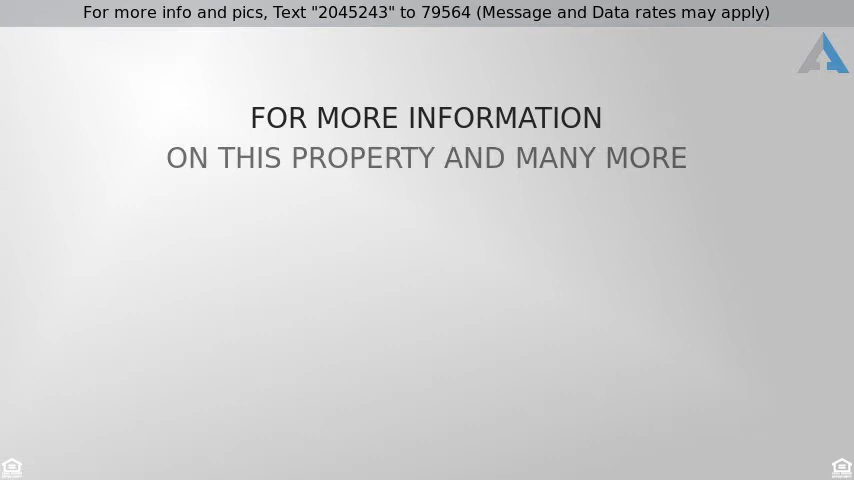 For more info and pics, Text "2045243" to 79564 (Message and Data rates may apply)
FOR MORE INFORMATION
ON THIS PROPERTY AND MANY MORE